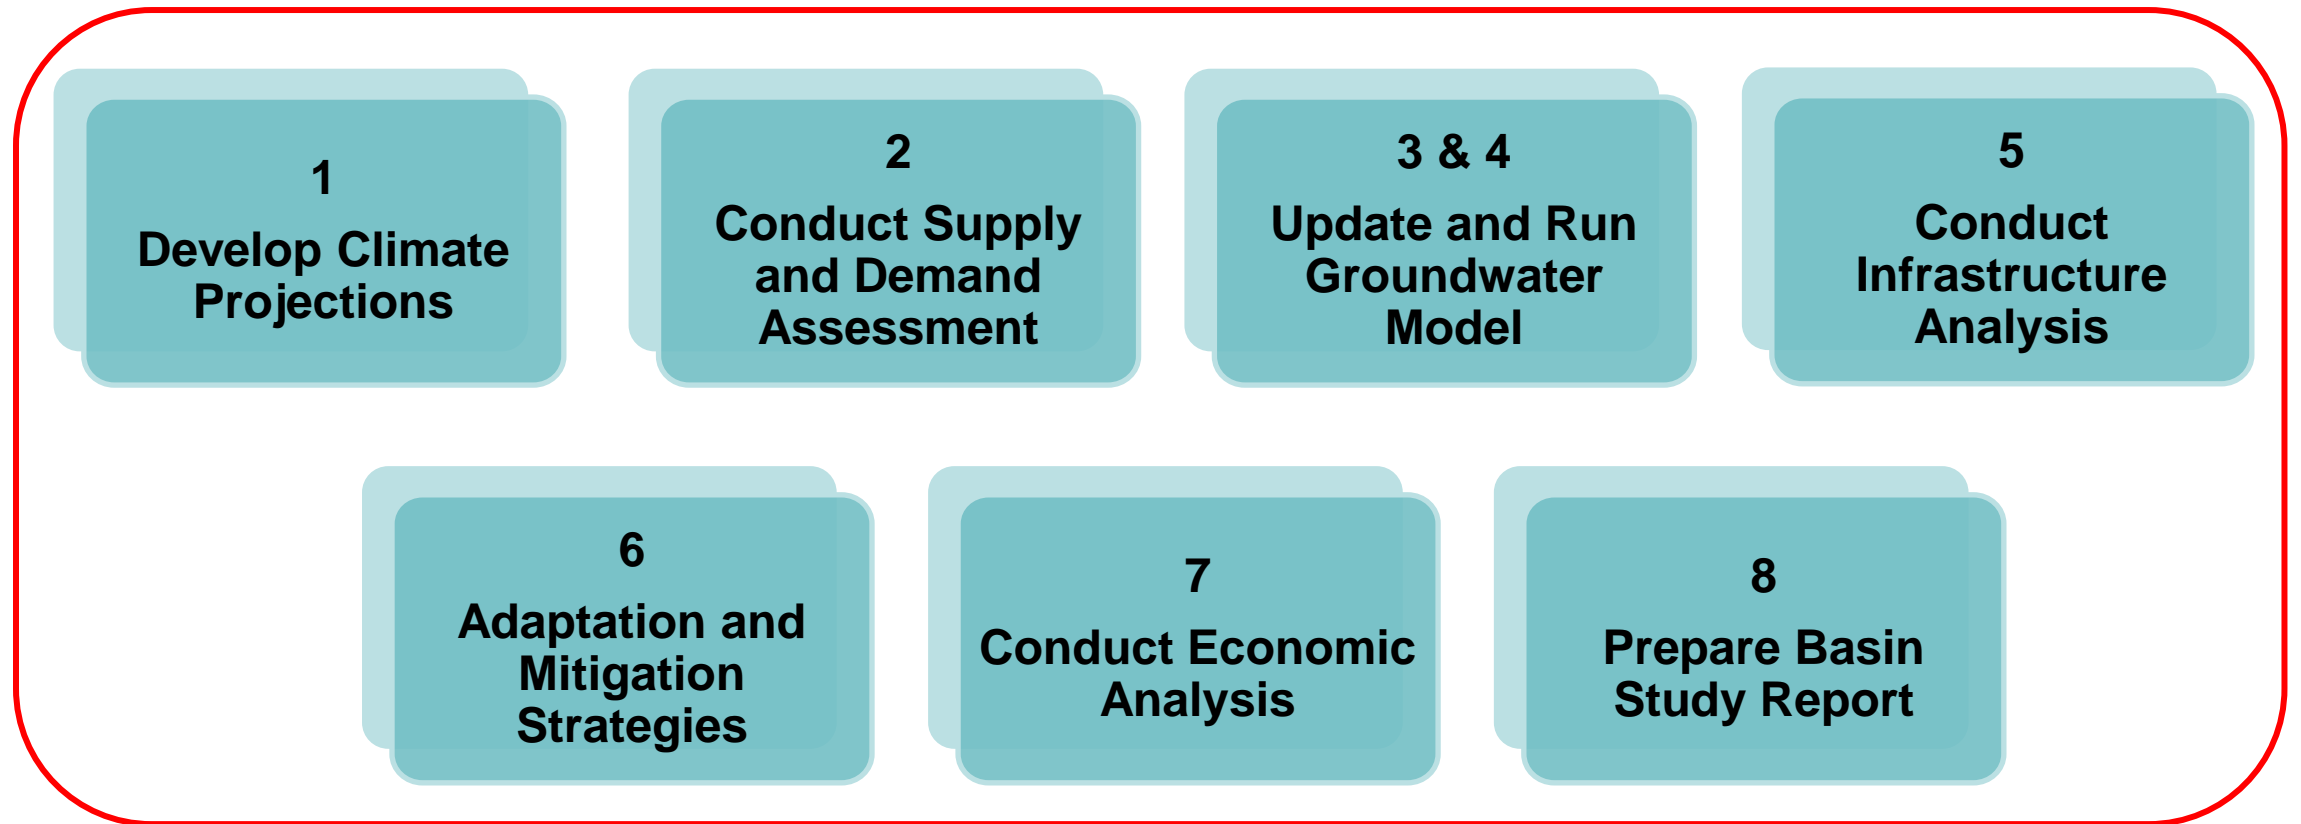 1
Develop Climate
Projections
2
Conduct Supply
and Demand
Assessment
3 & 4
Update and Run
Groundwater
Model
5
Conduct
Infrastructure
Analysis
6
Adaptation and
Mitigation
Strategies
7
Conduct Economic
Analysis
8
Prepare Basin
Study Report